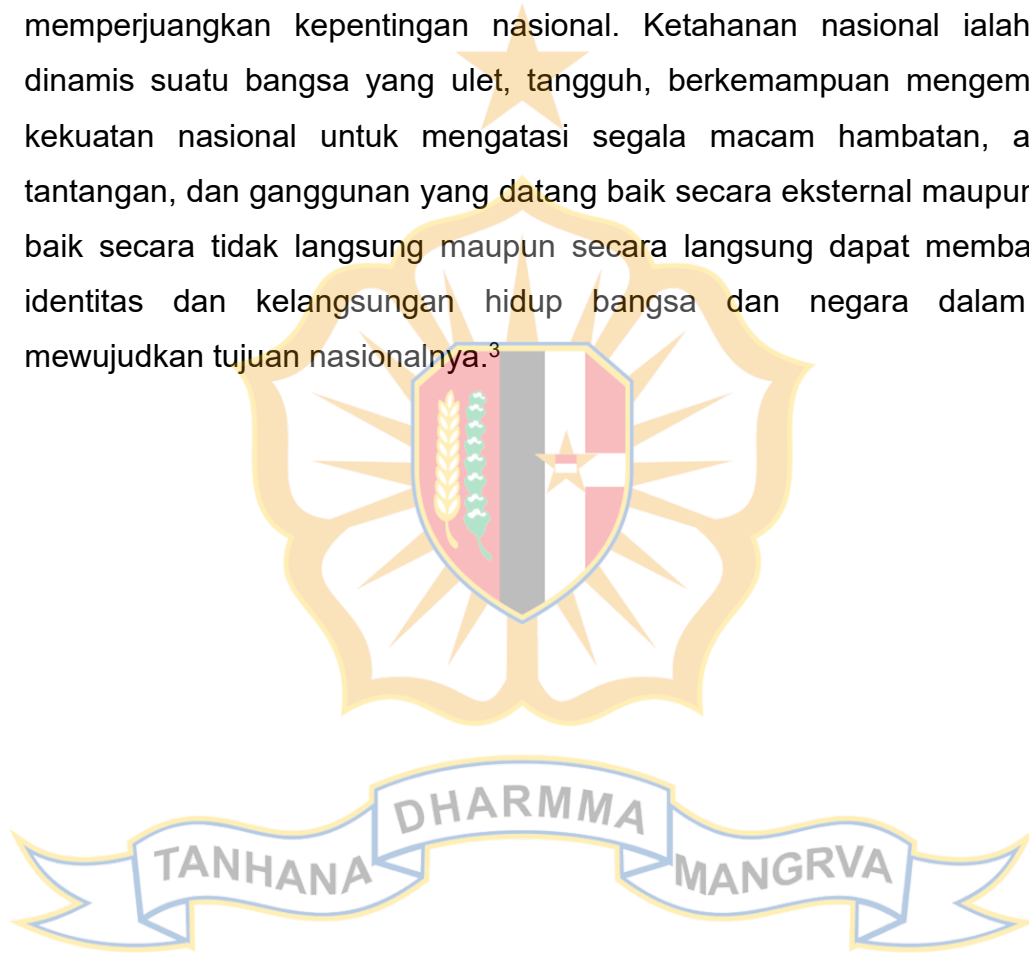 memperjuangkan kepentingan nasional. Ketahanan nasional ialah
dinamis suatu bangsa yang ulet, tangguh, berkemampuan mengem
kekuatan nasional untuk mengatasi segala macam hambatan, a
tantangan, dan ganggunan yang datang baik secara eksternal maupun
baik secara tidak langsung maupun secara langsung dapat memba
identitas dan kelangsungan hidup bangsa dan negara dalam
mewujudkan tujuan nasionalnya.³
TANHANA DHARMMA MANGRVA